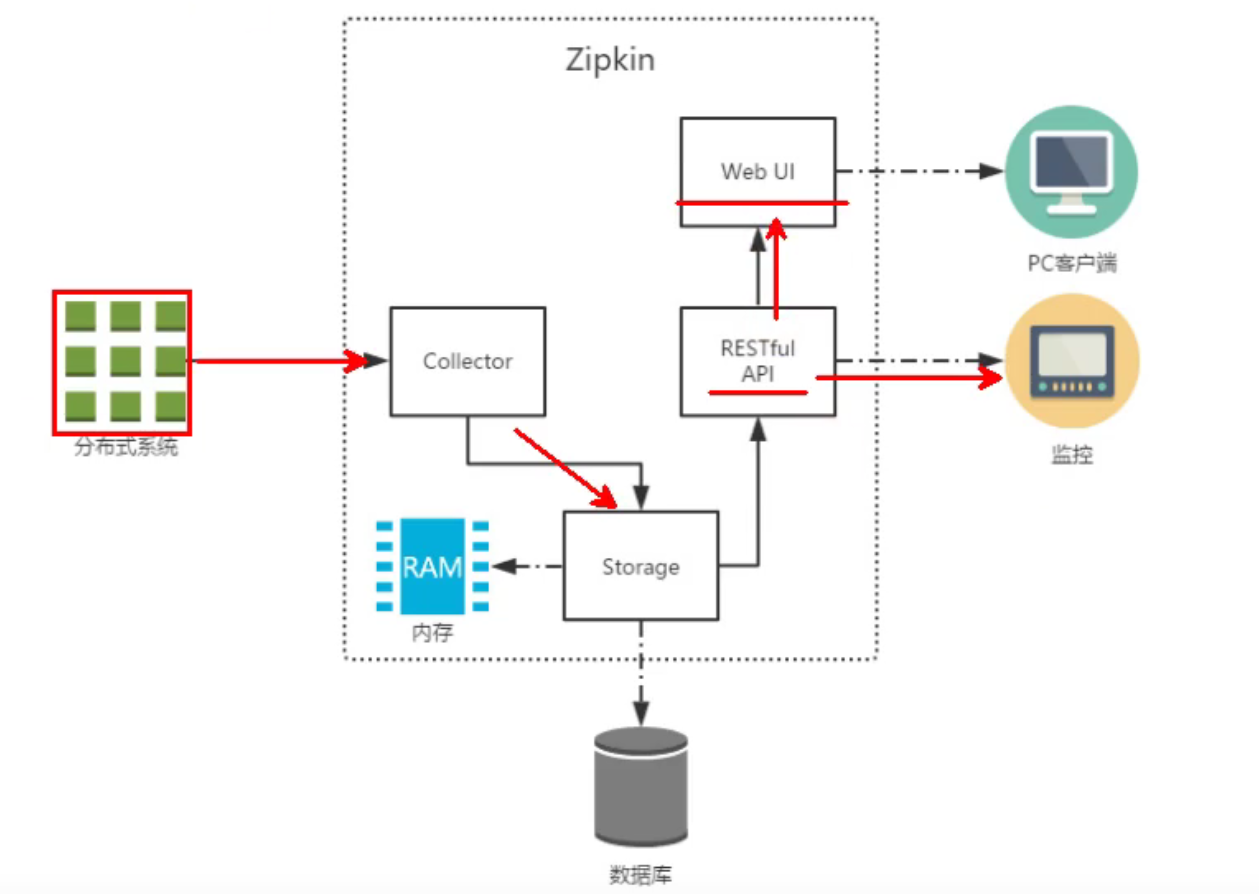 Zipkin
Web UI
PC客户端
Collector
RESTful
API
分布式系统
监控
RAM
Storage
内存
数据库